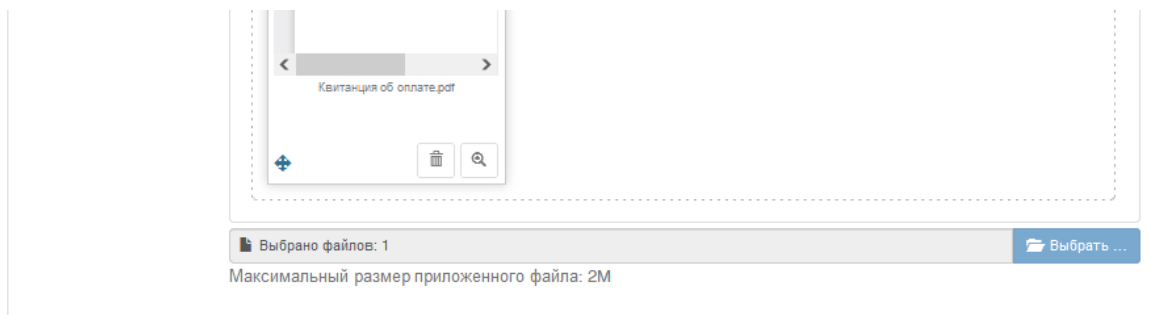 Квитанция об оплате.pdf
Выбрано файлов: 1
Выбрать ...
Максимальный размер приложенного файла: 2M